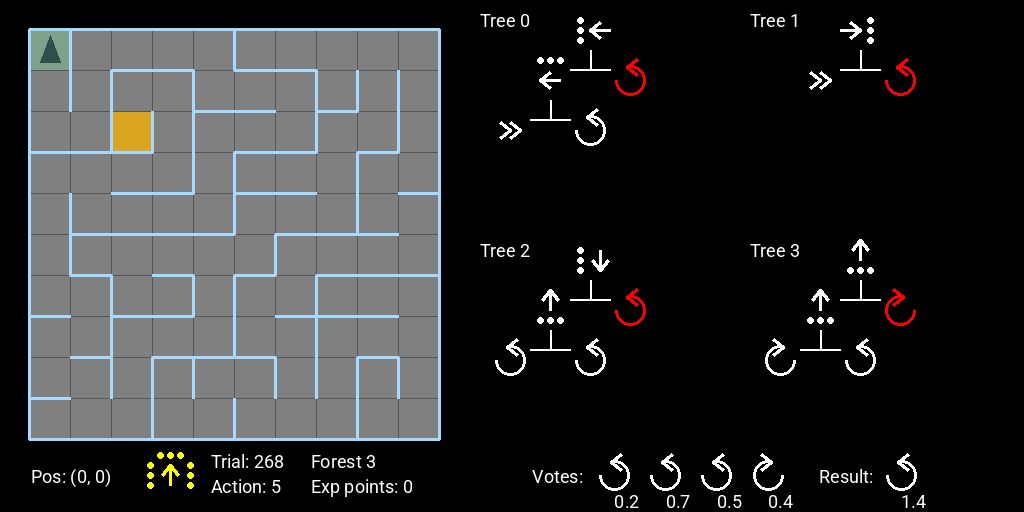 Tree 0
Tree 1
Tree 2
Tree 3
Pos: (0, 0)
Trial: 268
Action: 5
Forest 3
Exp points: 0
Votes:
0.2
0.7
0.5
0.4
Result:
1.4